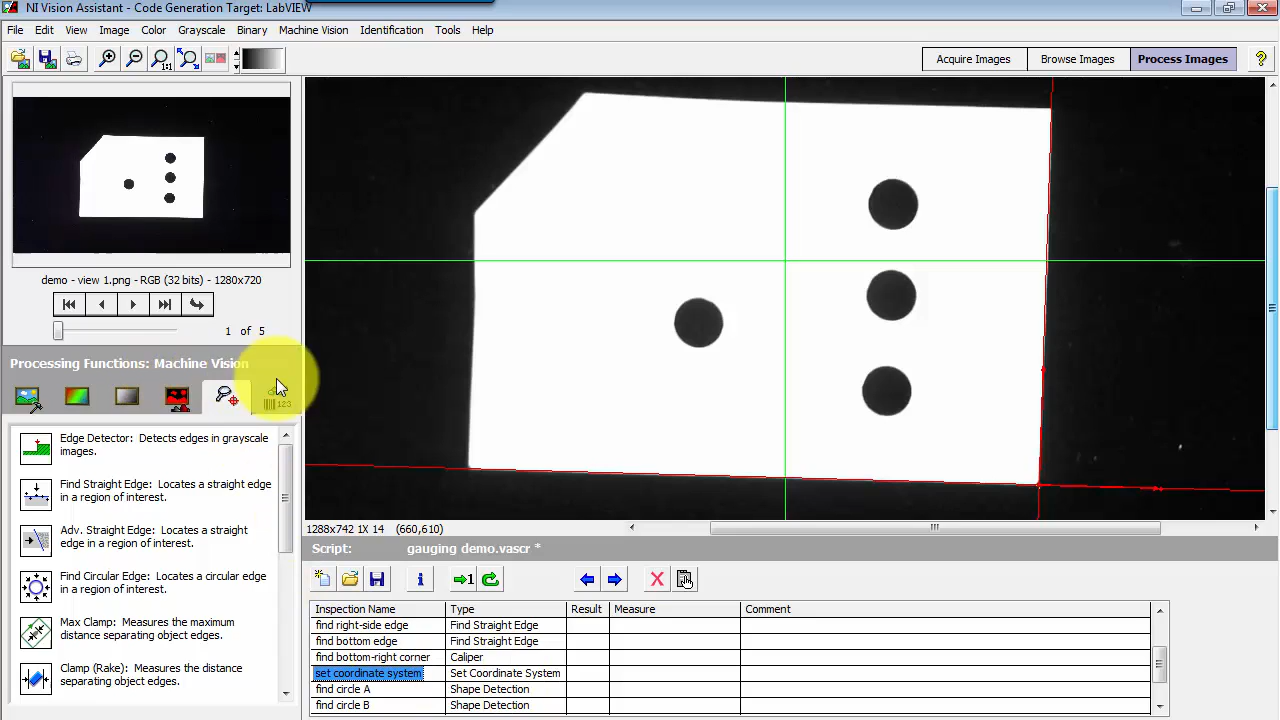 NI Vision Assistant - Code Generation Target: LabVIEW
File Edit View Image Color Grayscale Binary Machine Vision Identification Tools Help
Acquire Images Browse Images Process Images
demo - view 1.png - RGB (32 bits) - 1280x720
1 of 5
Processing Functions: Machine Vision
123
Edge Detector: Detects edges in grayscale
images.
Find Straight Edge: Locates a straight edge
in a region of interest.
Adv. Straight Edge: Locates a straight
edge in a region of interest.
Find Circular Edge: Locates a circular edge
in a region of interest.
Max Clamp: Measures the maximum
distance separating object edges.
Clamp (Rake): Measures the distance
separating object edges.
1288x742 1X 14 (660,610)
Script: gauging demo.vascr *
Inspection Name Type Result Measure Comment
find right-side edge Find Straight Edge
find bottom edge Find Straight Edge
find bottom-right corner Caliper
set coordinate system Set Coordinate System
find circle A Shape Detection
find circle B Shape Detection